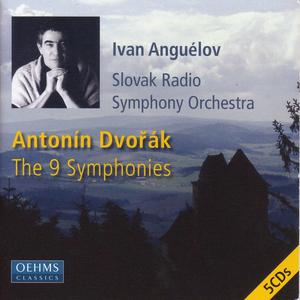 Ivan Anguélov
Slovak Radio
Symphony Orchestra
Antonín Dvořák
The 9 Symphonies
OEHMS
CLASSICS
5CDs